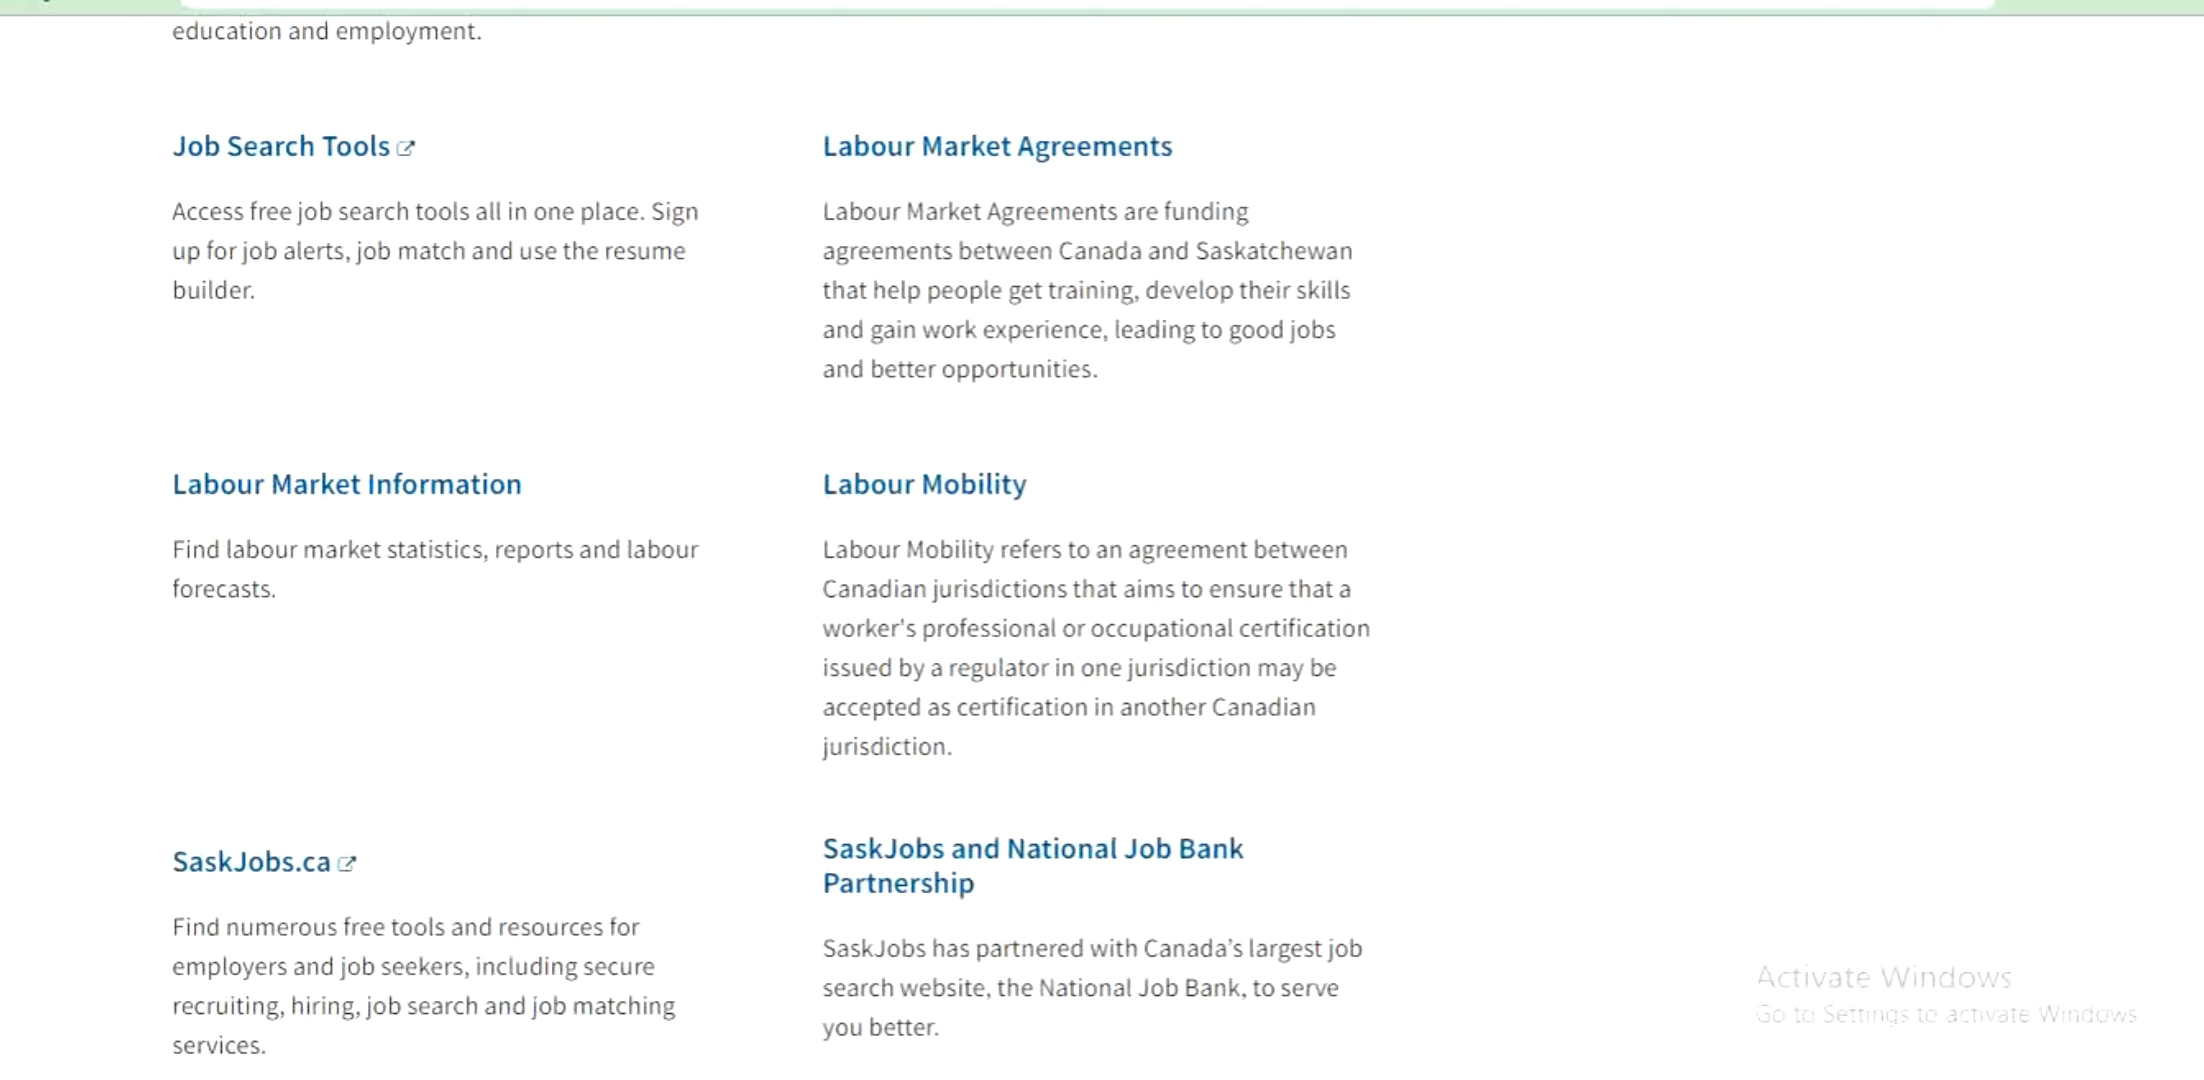 education and employment.
Job Search Tools
Access free job search tools all in one place. Sign
up for job alerts, job match and use the resume
builder.
Labour Market Agreements
Labour Market Agreements are funding
agreements between Canada and Saskatchewan
that help people get training, develop their skills
and gain work experience, leading to good jobs
and better opportunities.
Labour Market Information
Find labour market statistics, reports and labour
forecasts.
Labour Mobility
Labour Mobility refers to an agreement between
Canadian jurisdictions that aims to ensure that a
worker's professional or occupational certification
issued by a regulator in one jurisdiction may be
accepted as certification in another Canadian
jurisdiction.
SaskJobs.ca
Find numerous free tools and resources for
employers and job seekers, including secure
recruiting, hiring, job search and job matching
services.
SaskJobs and National Job Bank
Partnership
SaskJobs has partnered with Canada’s largest job
search website, the National Job Bank, to serve
you better.
Activate Windows
Go to Settings to activate Windows